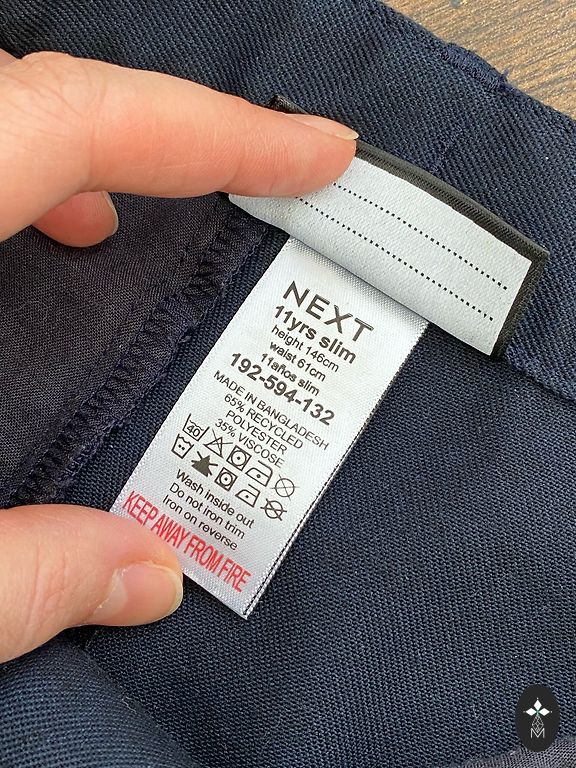 NEXT
11yrs slim
height 146cm
waist 61cm
11años slim
192-594-132
MADE IN BANGLADESH
65% RECYCLED
POLYESTER
35% VISCOSE
40
Wash inside out
Do not iron trim
Iron on reverse
KEEP AWAY FROM FIRE
M